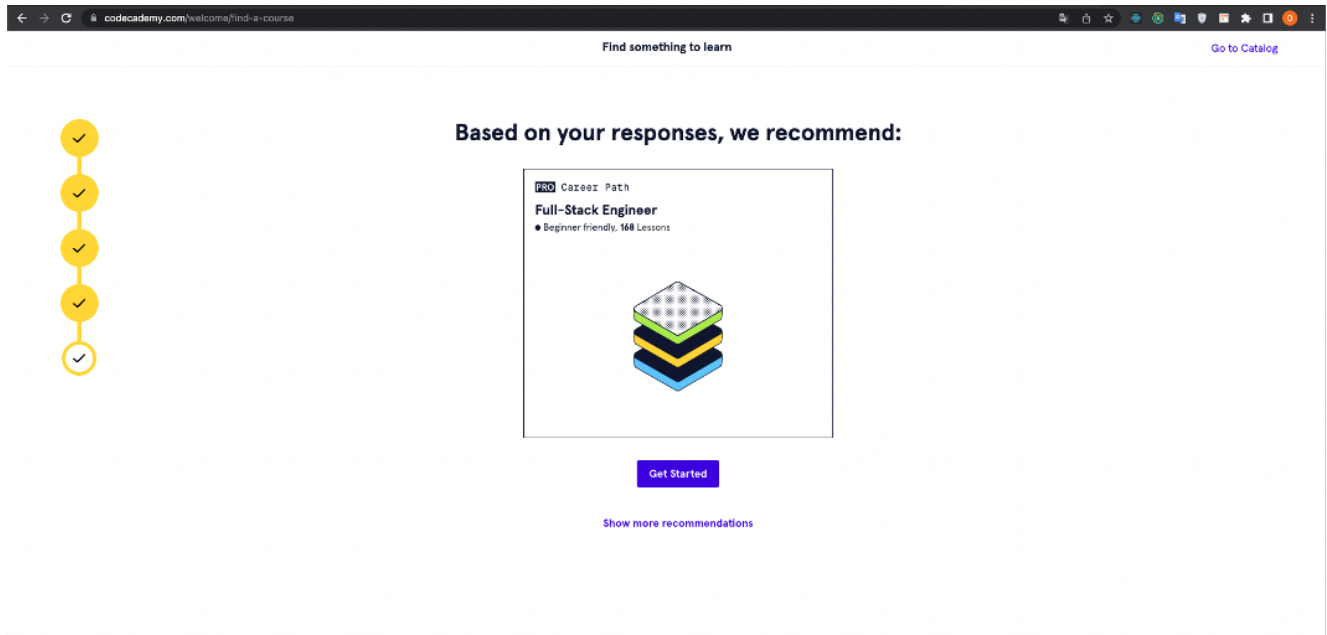 codecademy.com/welcome/find-a-course
Find something to learn
Go to Catalog
Based on your responses, we recommend:
PRO Career Path
Full-Stack Engineer
Beginner friendly, 168 Lessons
Get Started
Show more recommendations